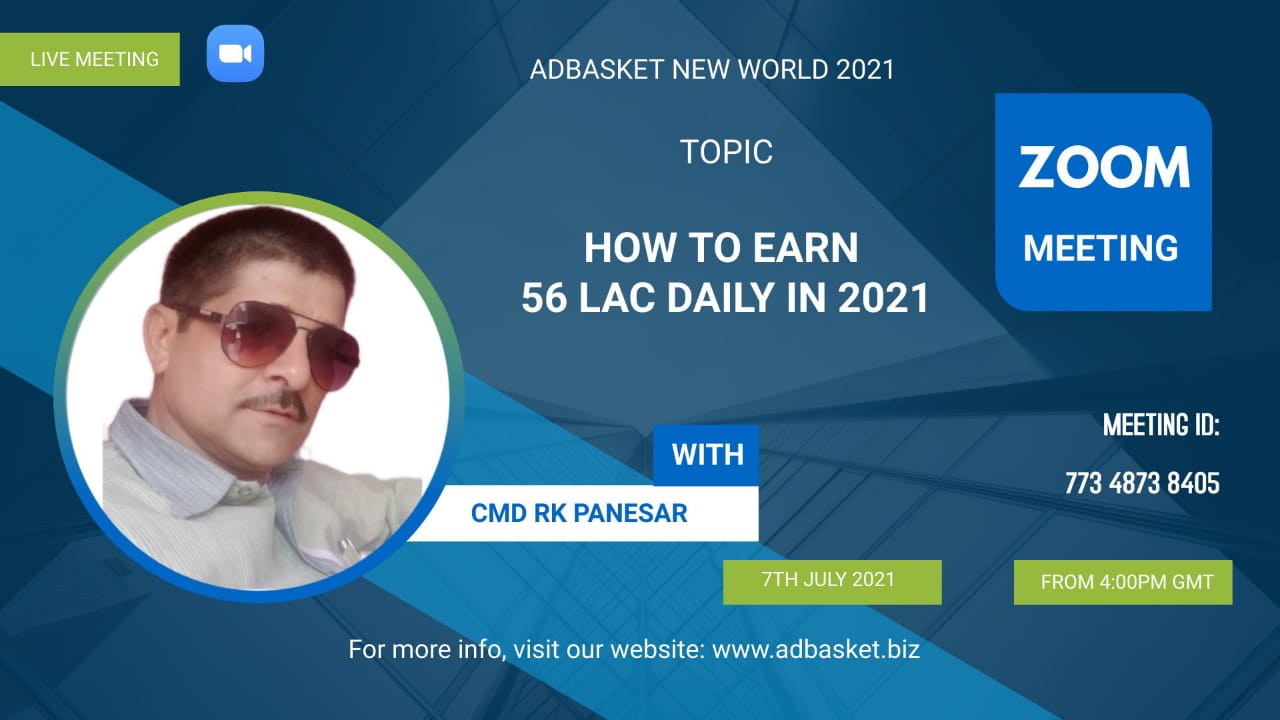 LIVE MEETING
ADBASKET NEW WORLD 2021
TOPIC
HOW TO EARN
56 LAC DAILY IN 2021
ZOOM
MEETING
WITH
CMD RK PANESAR
MEETING ID:
773 4873 8405
7TH JULY 2021
FROM 4:00PM GMT
For more info, visit our website: www.adbasket.biz